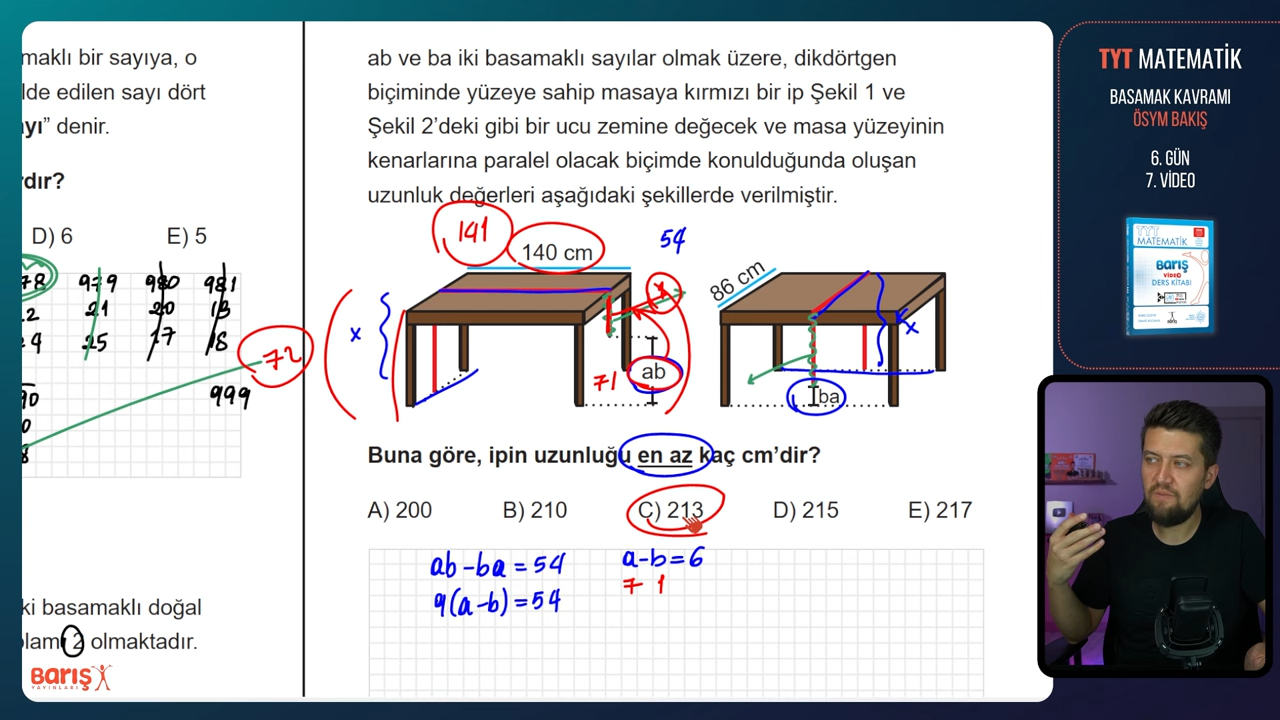 maklı bir sayıya, o
lde edilen sayı dört
ayı” denir.
rdır?
D) 6 E) 5
78 979 980 981
21 20 13
25 77 18
72
999
ki basamaklı doğal
lamı 2 olmaktadır.
BARIŞ
YAYINLARI
ab ve ba iki basamaklı sayılar olmak üzere, dikdörtgen
biçiminde yüzeye sahip masaya kırmızı bir ip Şekil 1 ve
Şekil 2’deki gibi bir ucu zemine değecek ve masa yüzeyinin
kenarlarına paralel olacak biçimde konulduğunda oluşan
uzunluk değerleri aşağıdaki şekillerde verilmiştir.
141
140 cm
54
86 cm
x
x
71
ab
ba
Buna göre, ipin uzunluğu en az kaç cm’dir?
A) 200 B) 210 C) 213 D) 215 E) 217
ab - ba = 54 a - b = 6
7 1
9(a - b) = 54
TYT MATEMATİK
BASAMAK KAVRAMI
ÖSYM BAKIŞ
6. GÜN
7. VİDEO
TYT
MATEMATİK
BARIŞ
VİDEO
DERS KİTABI